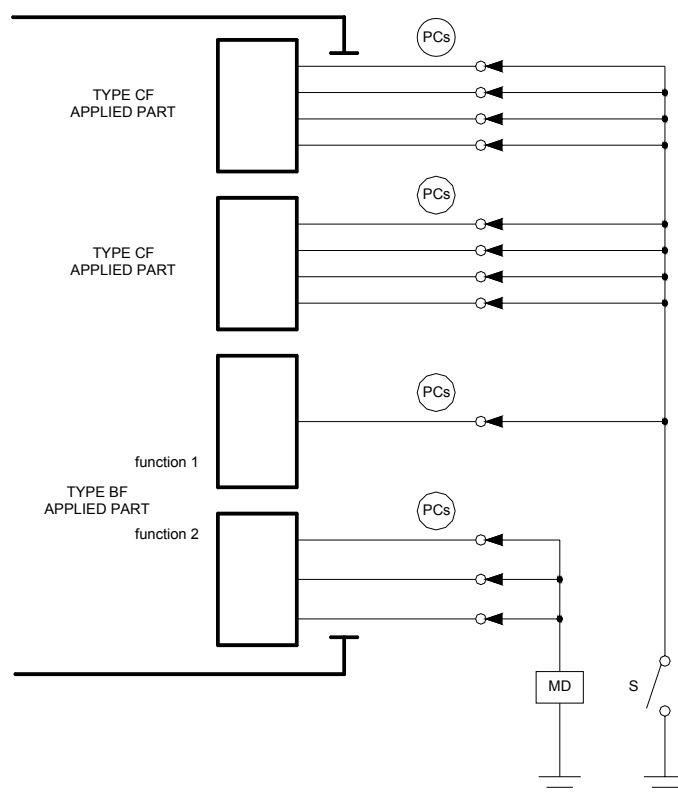 PCs
TYPE CF
APPLIED PART
PCs
TYPE CF
APPLIED PART
PCs
function 1
TYPE BF
APPLIED PART
PCs
function 2
MD
S